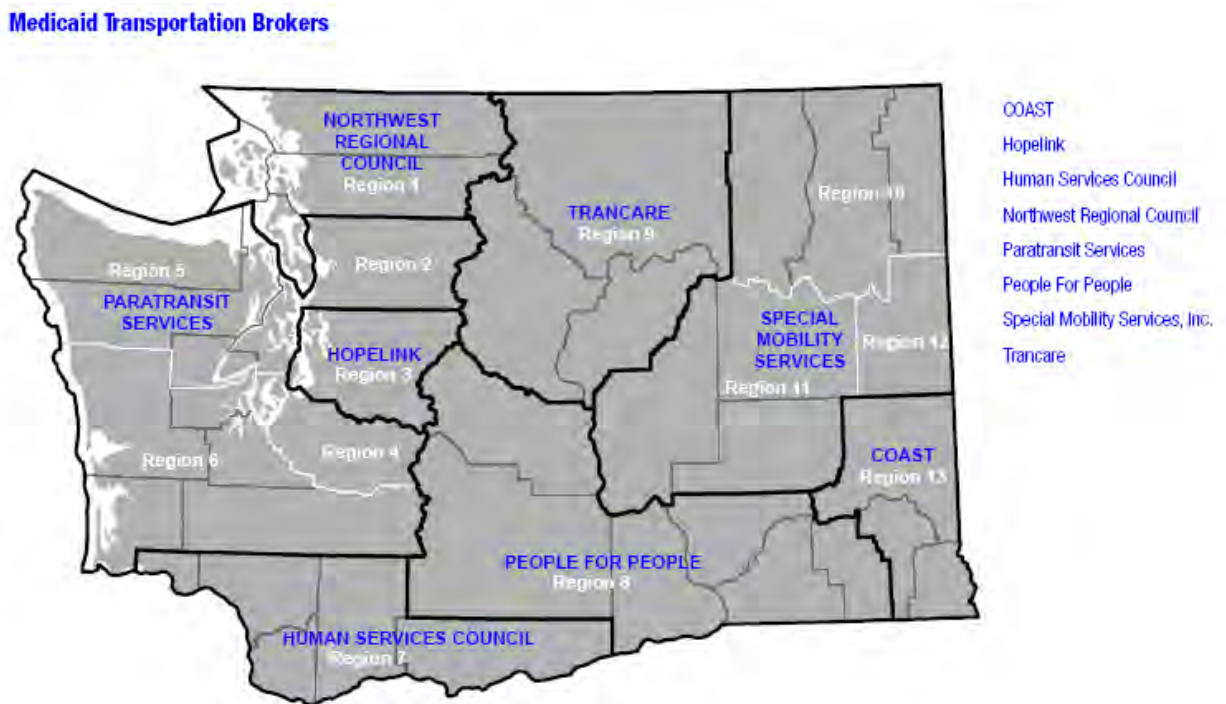 Medicaid Transportation Brokers
NORTHWEST
REGIONAL
COUNCIL
Region 1
TRANCARE
Region 9
Region 10
Region 2
Region 5
PARATRANSIT
SERVICES
HOPELINK
Region 3
SPECIAL
MOBILITY
SERVICES
Region 12
Region 11
Region 4
Region 6
COAST
Region 13
PEOPLE FOR PEOPLE
Region 8
HUMAN SERVICES COUNCIL
Region 7
COAST
Hopelink
Human Services Council
Northwest Regional Council
Paratransit Services
People For People
Special Mobility Services, Inc.
Trancare